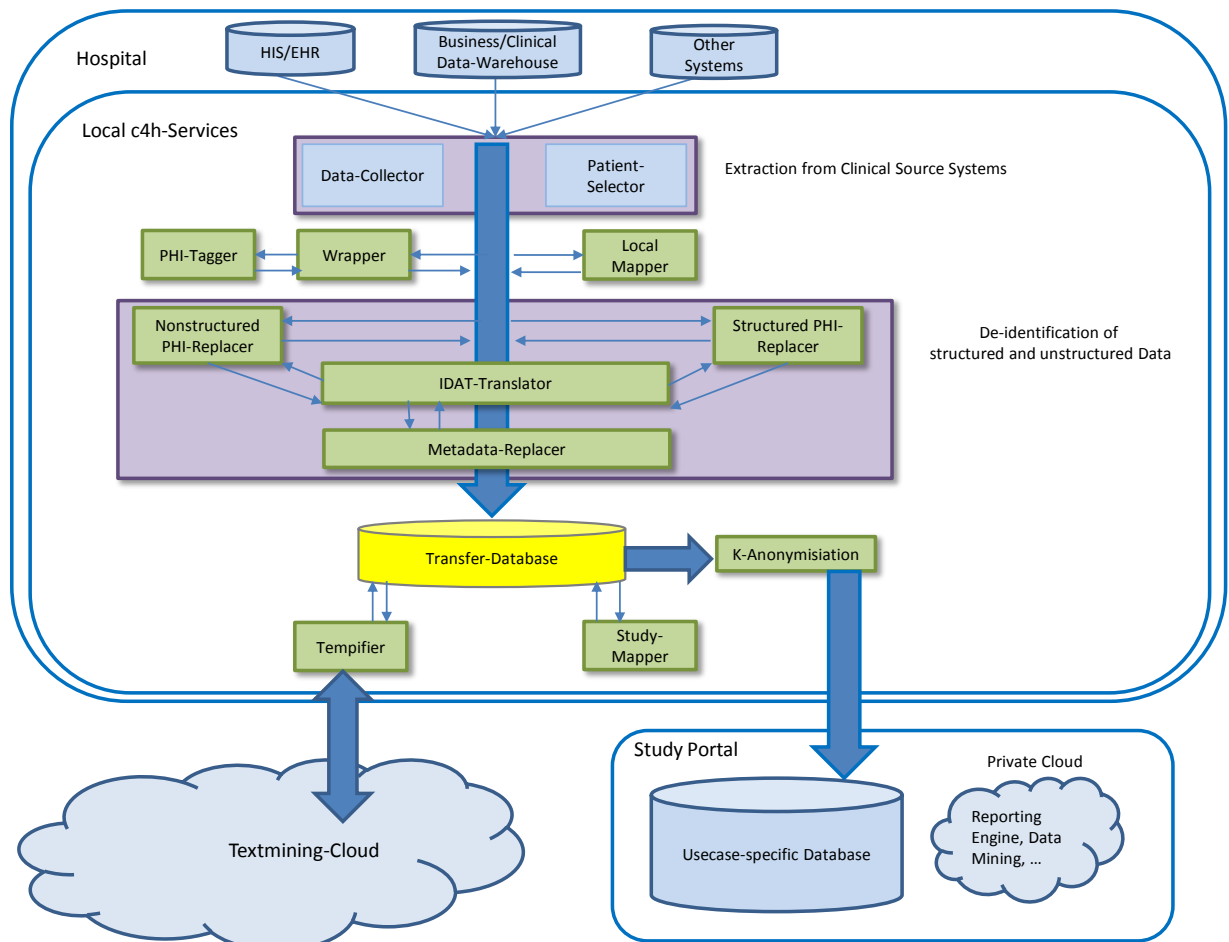 Hospital
HIS/EHR
Business/Clinical
Data-Warehouse
Other
Systems
Local c4h-Services
Data-Collector
Patient-
Selector
Extraction from Clinical Source Systems
PHI-Tagger
Wrapper
Local
Mapper
Nonstructured
PHI-Replacer
Structured PHI-
Replacer
De-identification of
structured and unstructured Data
IDAT-Translator
Metadata-Replacer
Transfer-Database
K-Anonymisiation
Tempifier
Study-
Mapper
Study Portal
Private Cloud
Textmining-Cloud
Usecase-specific Database
Reporting
Engine, Data
Mining, …